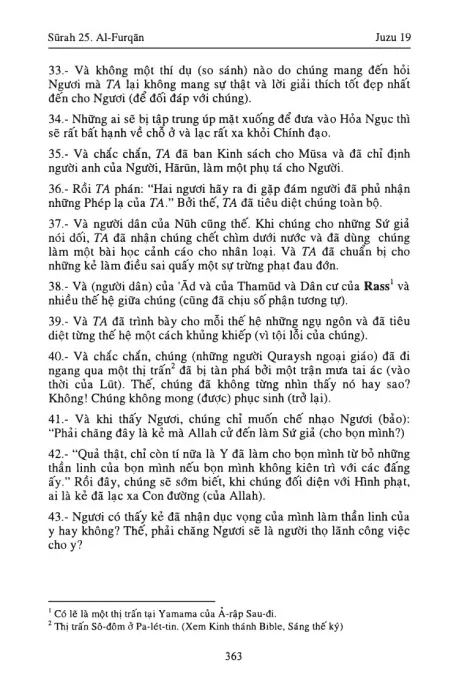 Sūrah 25. Al-Furqān Juzu 19
33.- Và không một thí dụ (so sánh) nào do chúng mang đến hỏi
Ngươi mà TA lại không mang sự thật và lời giải thích tốt đẹp nhất
đến cho Ngươi (để đối đáp với chúng).
34.- Những ai sẽ bị tập trung úp mặt xuống để đưa vào Hỏa Ngục thì
sẽ rất bất hạnh về chỗ ở và lạc rất xa khỏi Chính đạo.
35.- Và chắc chắn, TA đã ban Kinh sách cho Mūsa và đã chỉ định
người anh của Người, Hārūn, làm một phụ tá cho Người.
36.- Rồi TA phán: “Hai ngươi hãy ra đi gặp đám người đã phủ nhận
những Phép lạ của TA.” Bởi thế, TA đã tiêu diệt chúng toàn bộ.
37.- Và người dân của Nūh cũng thế. Khi chúng cho những Sứ giả
nói dối, TA đã nhận chúng chết chìm dưới nước và đã dùng chúng
làm một bài học cảnh cáo cho nhân loại. Và TA đã chuẩn bị cho
những kẻ làm điều sai quấy một sự trừng phạt đau đớn.
38.- Và (người dân) của 'Ād và của Thamūd và Dân cư của Rass¹ và
nhiều thế hệ giữa chúng (cũng đã chịu số phận tương tự).
39.- Và TA đã trình bày cho mỗi thế hệ những ngụ ngôn và đã tiêu
diệt từng thế hệ một cách khủng khiếp (vì tội lỗi của chúng).
40.- Và chắc chắn, chúng (những người Quraysh ngoại giáo) đã đi
ngang qua một thị trấn² đã bị tàn phá bởi một trận mưa tai ác (vào
thời của Lūt). Thế, chúng đã không từng nhìn thấy nó hay sao?
Không! Chúng không mong (được) phục sinh (trở lại).
41.- Và khi thấy Ngươi, chúng chỉ muốn chế nhạo Ngươi (bảo):
“Phải chăng đây là kẻ mà Allah cử đến làm Sứ giả (cho bọn mình?)
42.- “Quả thật, chỉ còn tí nữa là Y đã làm cho bọn mình từ bỏ những
thần linh của bọn mình nếu bọn mình không kiên trì với các đấng
ấy.” Rồi đây, chúng sẽ sớm biết, khi chúng đối diện với Hình phạt,
ai là kẻ đã lạc xa Con đường (của Allah).
43.- Ngươi có thấy kẻ đã nhận dục vọng của mình làm thần linh của
y hay không? Thế, phải chăng Ngươi sẽ là người thọ lãnh công việc
cho y?
¹ Có lẽ là một thị trấn tại Yamama của Ả-rập Sau-đi.
² Thị trấn Sô-đôm ở Pa-lét-tin. (Xem Kinh thánh Bible, Sáng thế ký)
363